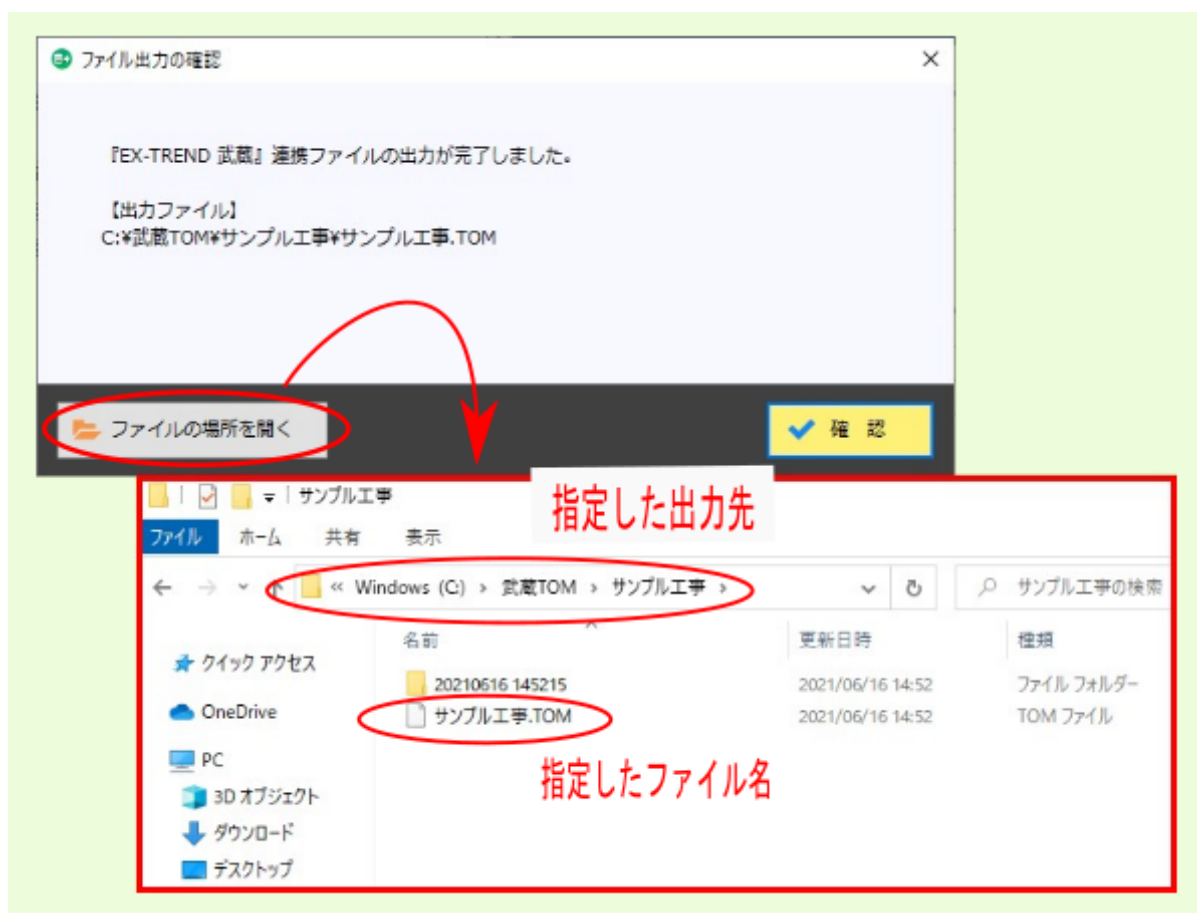 ファイル出力の確認
『EX-TREND 武蔵』連携ファイルの出力が完了しました。
【出力ファイル】
C:¥武蔵TOM¥サンプル工事¥サンプル工事.TOM
ファイルの場所を開く
確 認
サンプル工事
指定した出力先
ファイル ホーム 共有 表示
« Windows (C:) › 武蔵TOM › サンプル工事 ›
サンプル工事の検索
名前 更新日時 種類
クイック アクセス
20210616 145215 2021/06/16 14:52 ファイル フォルダー
OneDrive
サンプル工事.TOM 2021/06/16 14:52 TOM ファイル
PC
指定したファイル名
3D オブジェクト
ダウンロード
デスクトップ